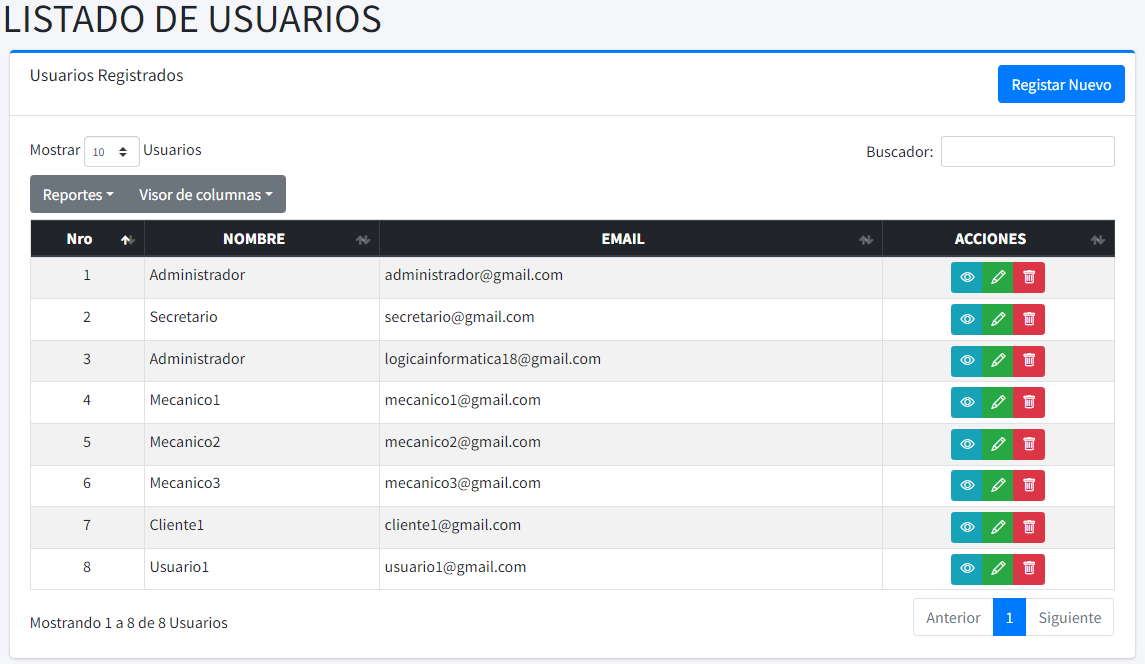 LISTADO DE USUARIOS
Usuarios Registrados
Registar Nuevo
Mostrar 10 Usuarios
Buscador:
Reportes Visor de columnas
Nro NOMBRE EMAIL ACCIONES
1 Administrador administrador@gmail.com
2 Secretario secretario@gmail.com
3 Administrador logicainformatica18@gmail.com
4 Mecanico1 mecanico1@gmail.com
5 Mecanico2 mecanico2@gmail.com
6 Mecanico3 mecanico3@gmail.com
7 Cliente1 cliente1@gmail.com
8 Usuario1 usuario1@gmail.com
Mostrando 1 a 8 de 8 Usuarios
Anterior 1 Siguiente